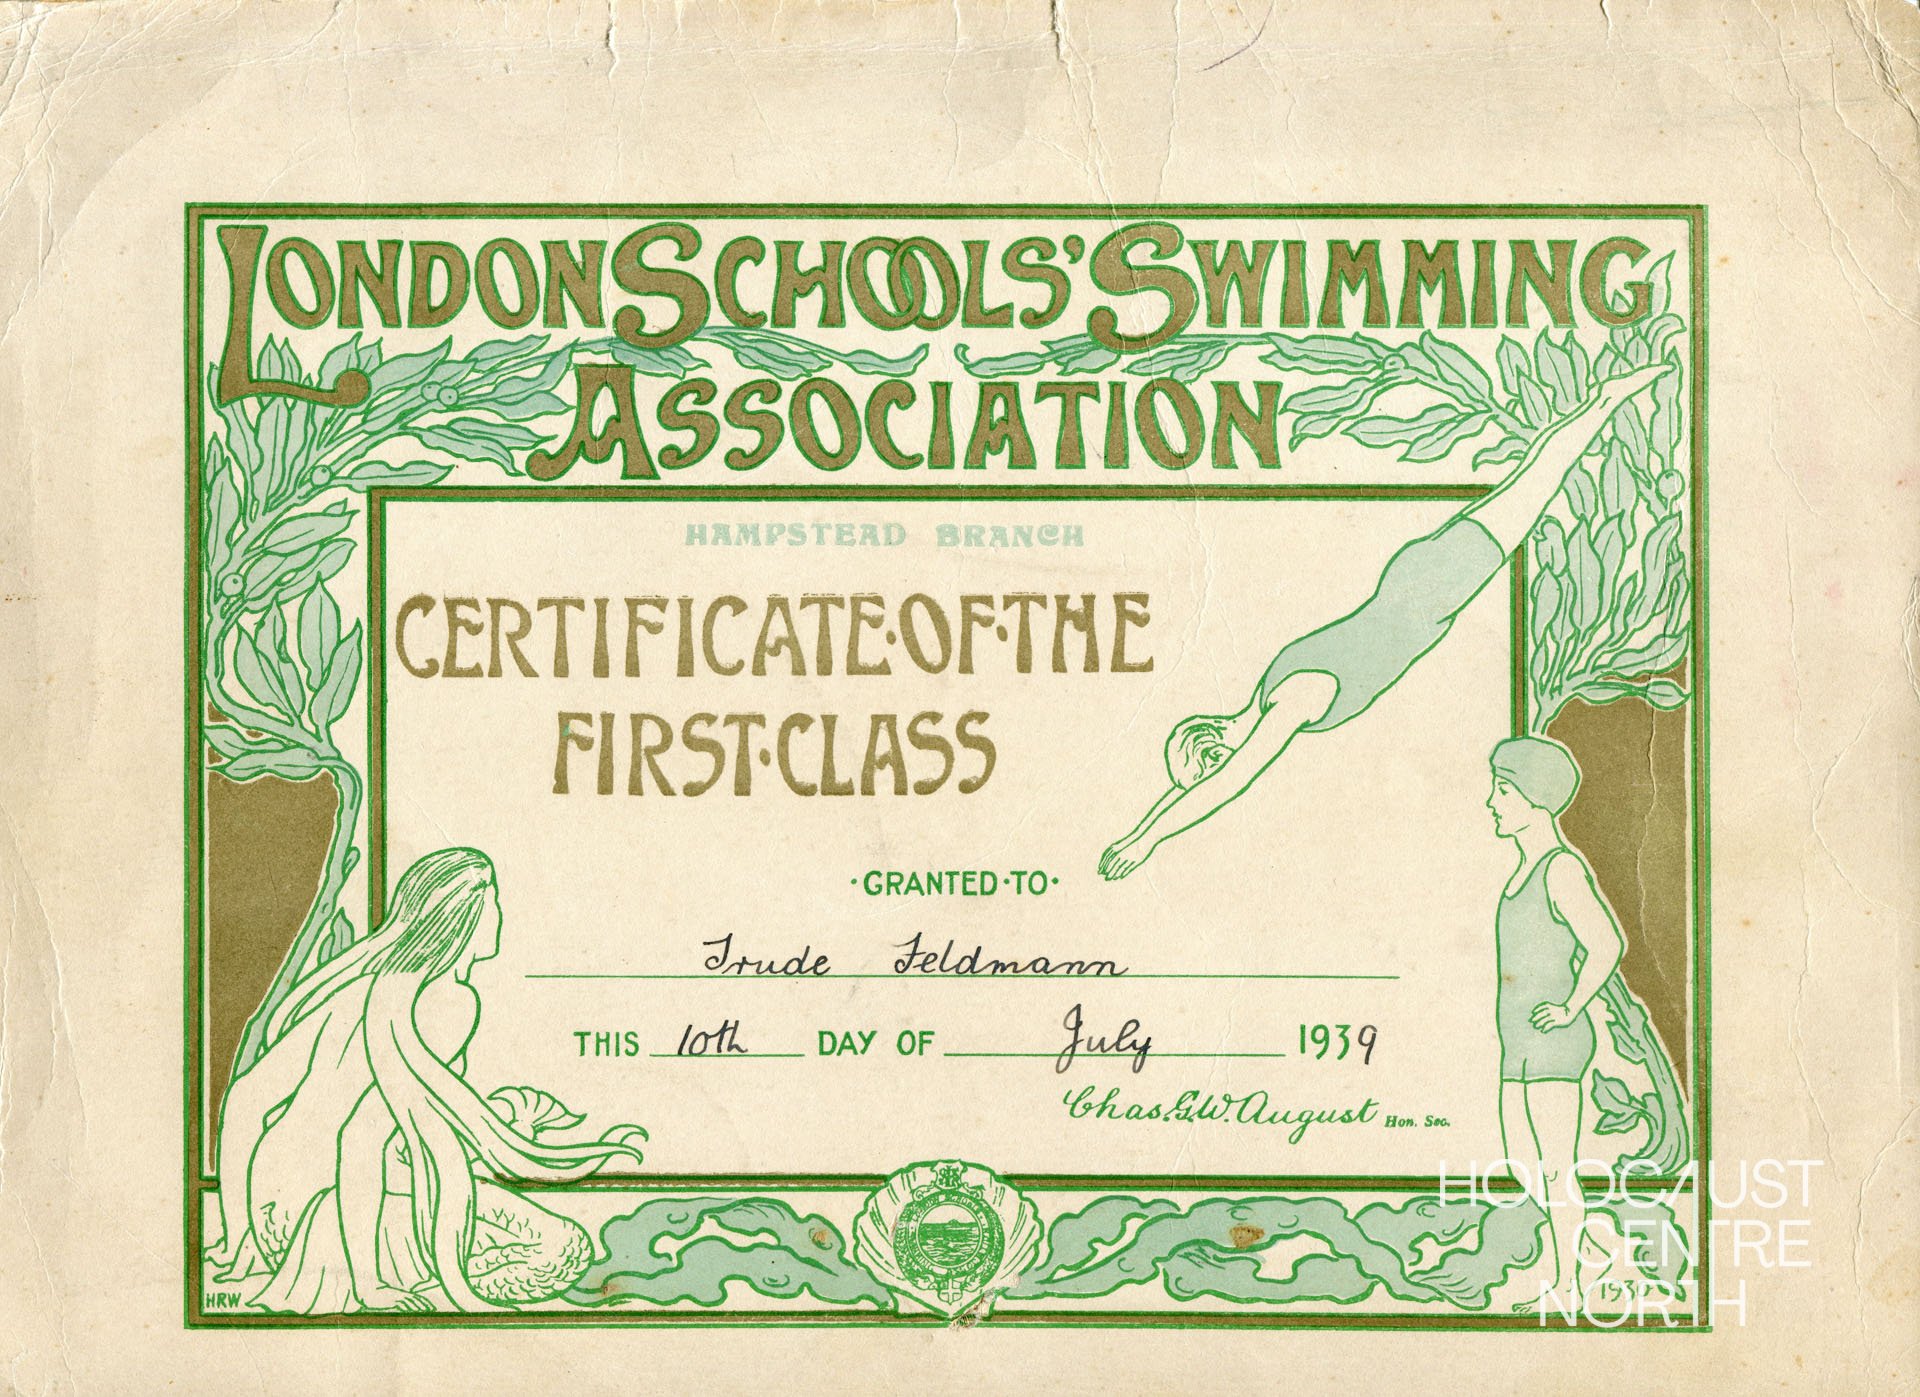 LONDON SCHOOLS' SWIMMING
ASSOCIATION
HAMPSTEAD BRANCH
CERTIFICATE·OF·THE
FIRST·CLASS
·GRANTED·TO·
Trude Feldmann
THIS 10th DAY OF July 1939
Chas. G. W. August Hon. Sec.
HRW
1930
HOLOCAUST
CENTRE
NORTH